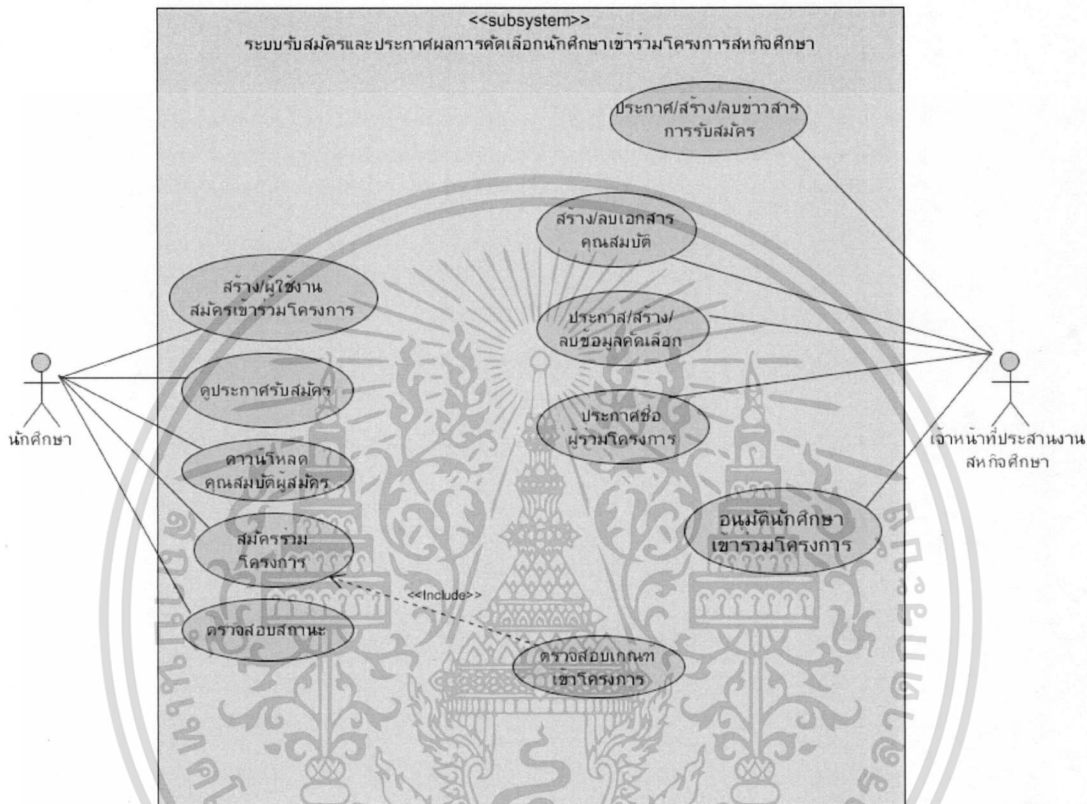 <<subsystem>>
ระบบรับสมัครและประกาศผลการคัดเลือกนักศึกษาเข้าร่วมโครงการสหกิจศึกษา
ประกาศ/สร้าง/ลบข่าวสาร
การรับสมัคร
สร้าง/ลบเอกสาร
คุณสมบัติ
สร้าง/ผู้ใช้งาน
สมัครเข้าร่วมโครงการ
ประกาส/สร้าง/
ลบข้อมูลคัดเลือก
ดูประกาศรับสมัคร
ประกาศชื่อ
ผู้ร่วมโครงการ
นักศึกษา
เจ้าหน้าที่ประสานงาน
สหกิจศึกษา
ดาวน์โหลด
คุณสมบัติผู้สมัคร
สมัครร่วม
โครงการ
อนุมัตินักศึกษา
เข้าร่วมโครงการ
<<Include>>
ตรวจสอบสถานะ
ตรวจสอบเกณฑ์
เข้าโครงการ